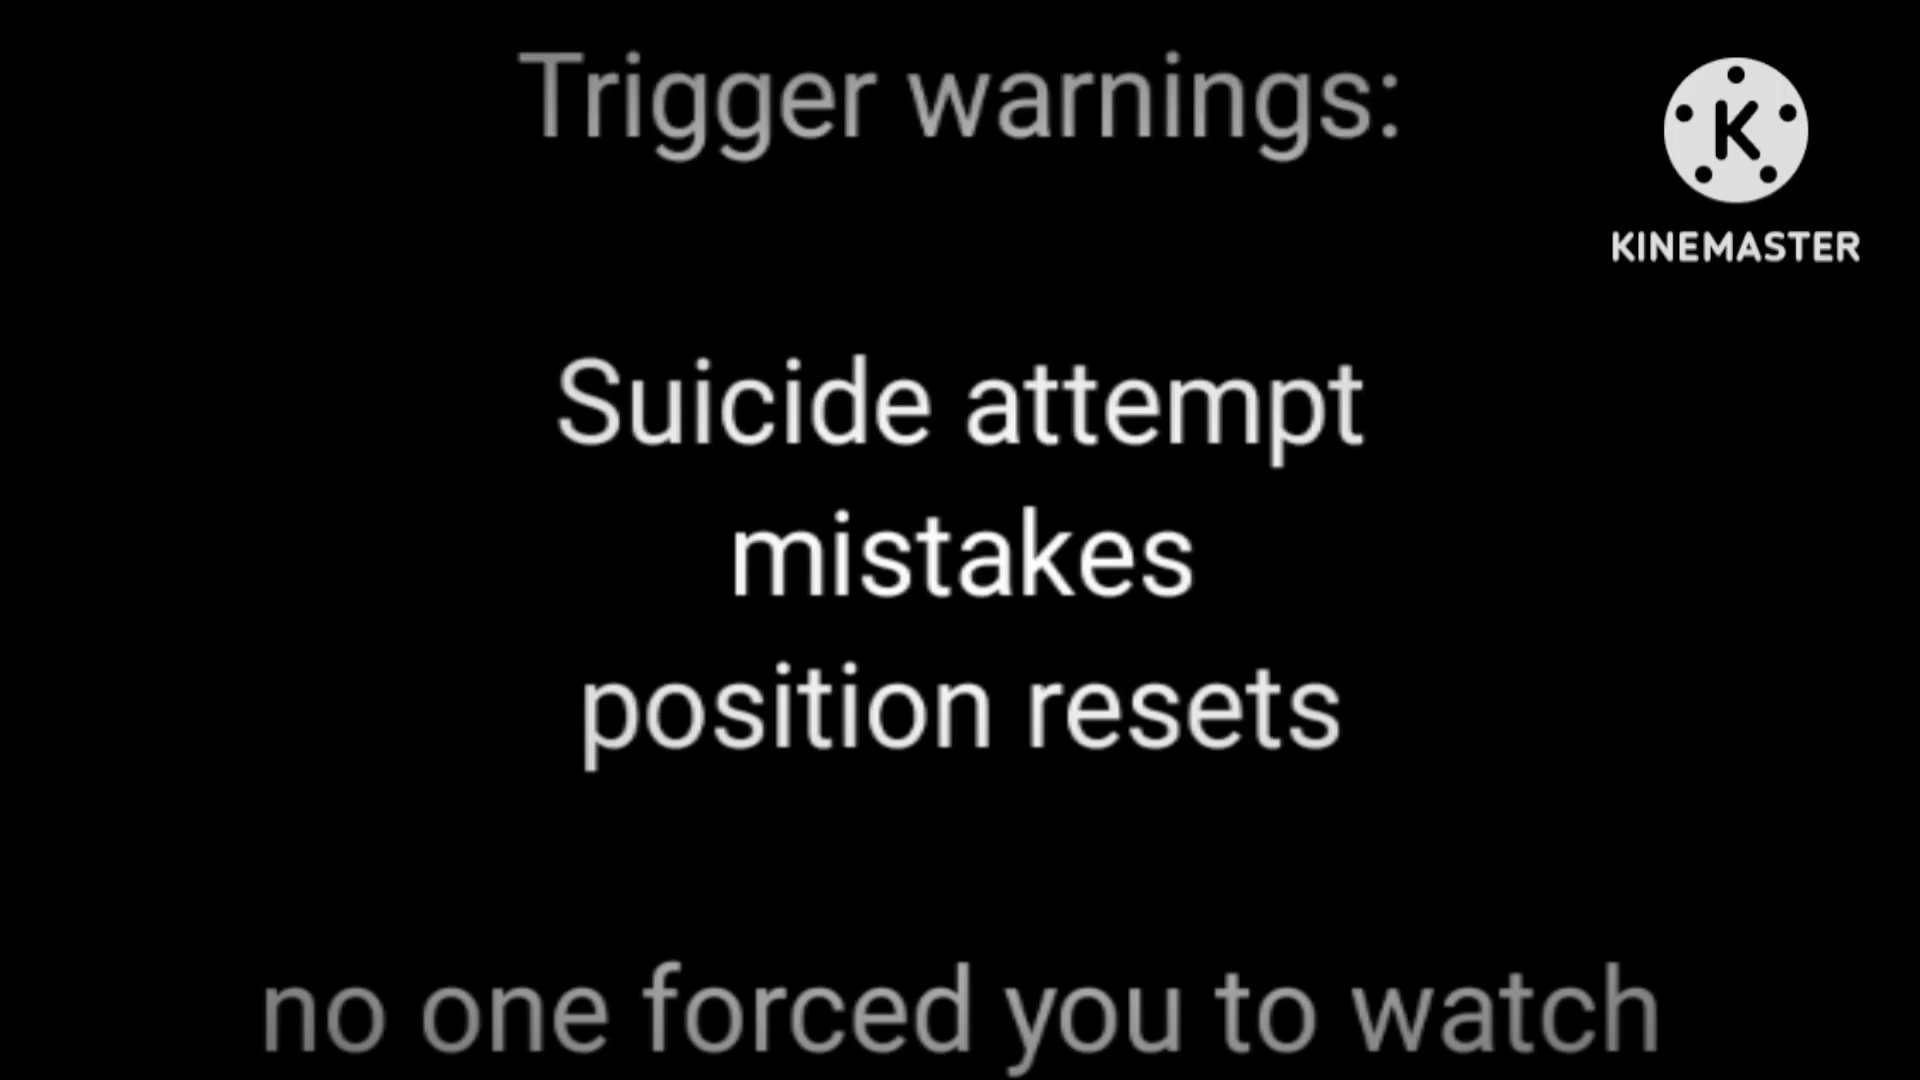 Trigger warnings:
K
KINEMASTER
Suicide attempt
mistakes
position resets
no one forced you to watch